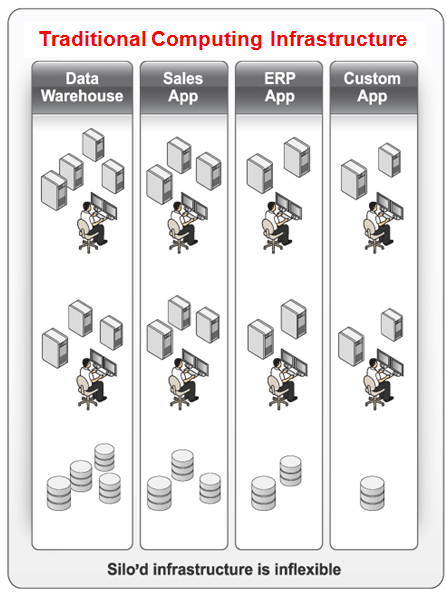 Traditional Computing Infrastructure
Data
Warehouse
Sales
App
ERP
App
Custom
App
Silo'd infrastructure is inflexible